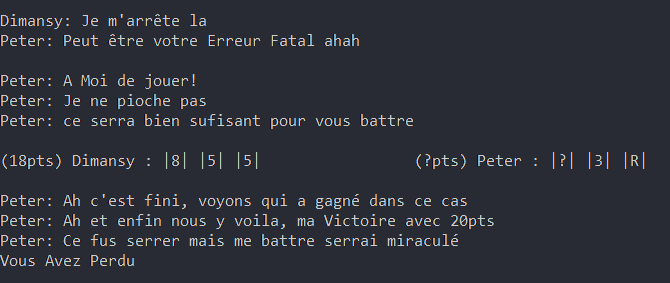 Dimansy: Je m'arrête la
Peter: Peut être votre Erreur Fatal ahah
Peter: A Moi de jouer!
Peter: Je ne pioche pas
Peter: ce serra bien sufisant pour vous battre
(18pts) Dimansy : |8| |5| |5| (?pts) Peter : |?| |3| |R|
Peter: Ah c'est fini, voyons qui a gagné dans ce cas
Peter: Ah et enfin nous y voila, ma Victoire avec 20pts
Peter: Ce fus serrer mais me battre serrai miraculé
Vous Avez Perdu